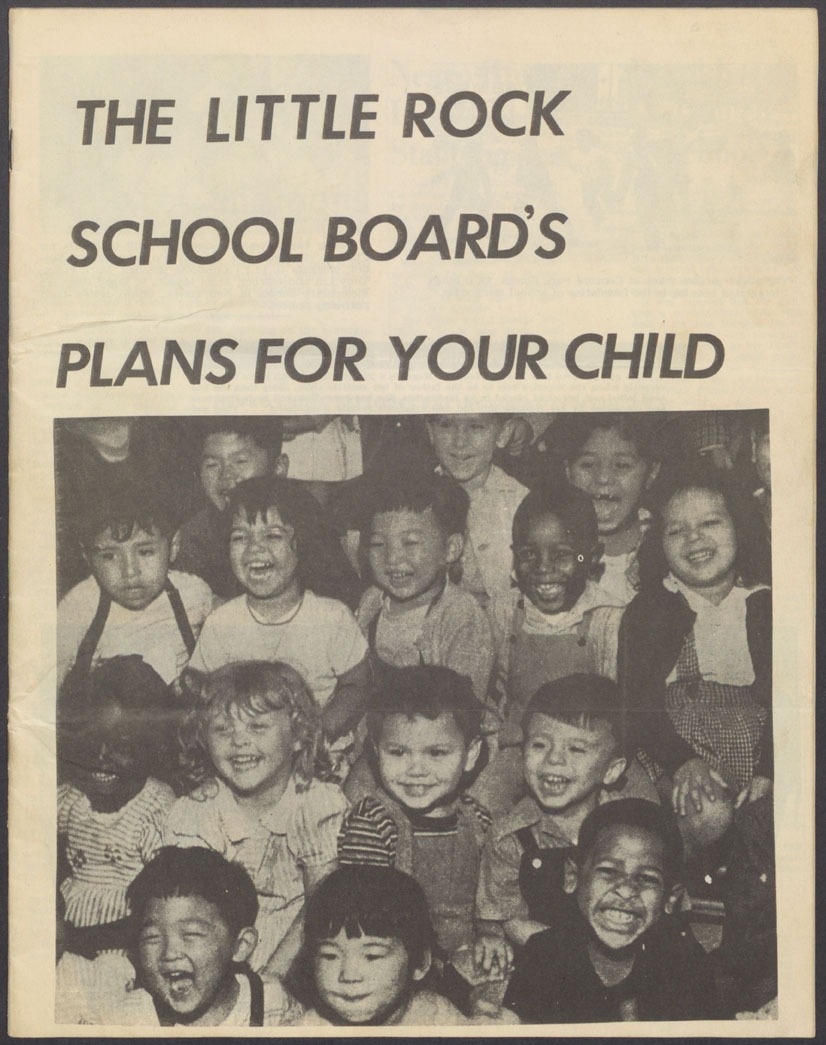 THE LITTLE ROCK
SCHOOL BOARD'S
PLANS FOR YOUR CHILD